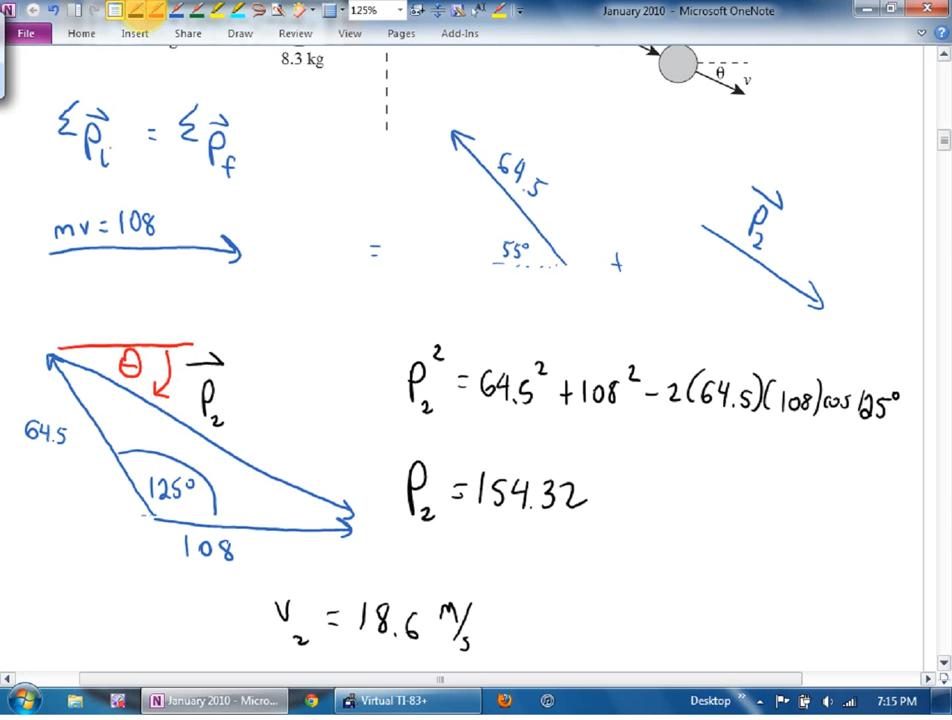 125%
January 2010 - Microsoft OneNote
File Home Insert Share Draw Review View Pages Add-Ins
8.3 kg
θ
v
Σ P⃗i = Σ P⃗f
64.5
55°
mv = 108
=
+
P⃗2
θ
P⃗2
64.5
125°
108
P2² = 64.5² + 108² - 2(64.5)(108)cos 125°
P2 = 154.32
v2 = 18.6 m/s
January 2010 - Micro...
Virtual TI-83+
Desktop
»
7:15 PM